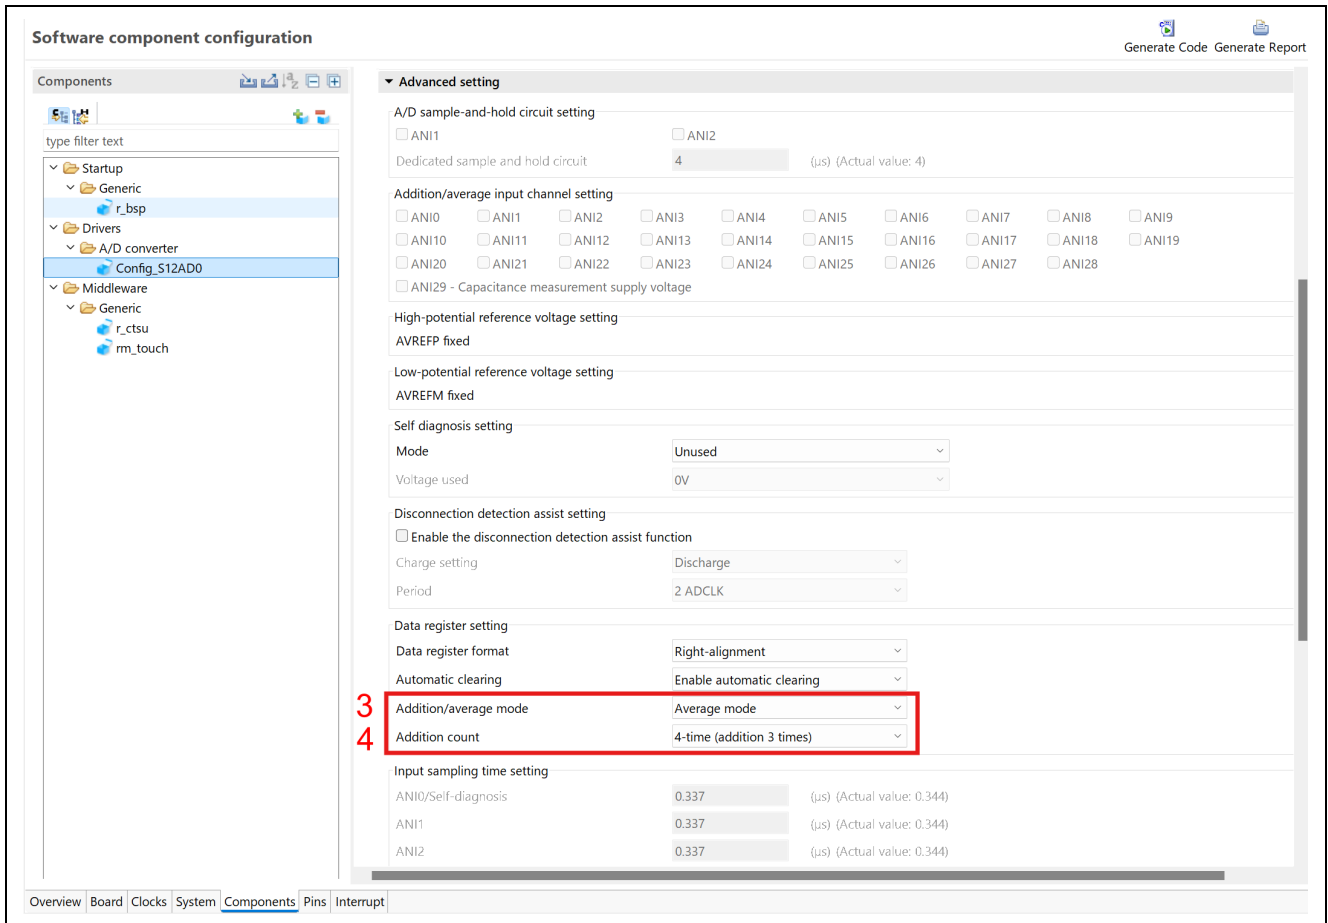 Software component configuration
Generate Code Generate Report
Components
type filter text
Startup
Generic
r_bsp
Drivers
A/D converter
Config_S12AD0
Middleware
Generic
r_ctsu
rm_touch
Advanced setting
A/D sample-and-hold circuit setting
ANI1 ANI2
Dedicated sample and hold circuit 4 (μs) (Actual value: 4)
Addition/average input channel setting
ANI0 ANI1 ANI2 ANI3 ANI4 ANI5 ANI6 ANI7 ANI8 ANI9
ANI10 ANI11 ANI12 ANI13 ANI14 ANI15 ANI16 ANI17 ANI18 ANI19
ANI20 ANI21 ANI22 ANI23 ANI24 ANI25 ANI26 ANI27 ANI28
ANI29 - Capacitance measurement supply voltage
High-potential reference voltage setting
AVREFP fixed
Low-potential reference voltage setting
AVREFM fixed
Self diagnosis setting
Mode Unused
Voltage used 0V
Disconnection detection assist setting
Enable the disconnection detection assist function
Charge setting Discharge
Period 2 ADCLK
Data register setting
Data register format Right-alignment
Automatic clearing Enable automatic clearing
3 Addition/average mode Average mode
4 Addition count 4-time (addition 3 times)
Input sampling time setting
ANI0/Self-diagnosis 0.337 (μs) (Actual value: 0.344)
ANI1 0.337 (μs) (Actual value: 0.344)
ANI2 0.337 (μs) (Actual value: 0.344)
Overview Board Clocks System Components Pins Interrupt